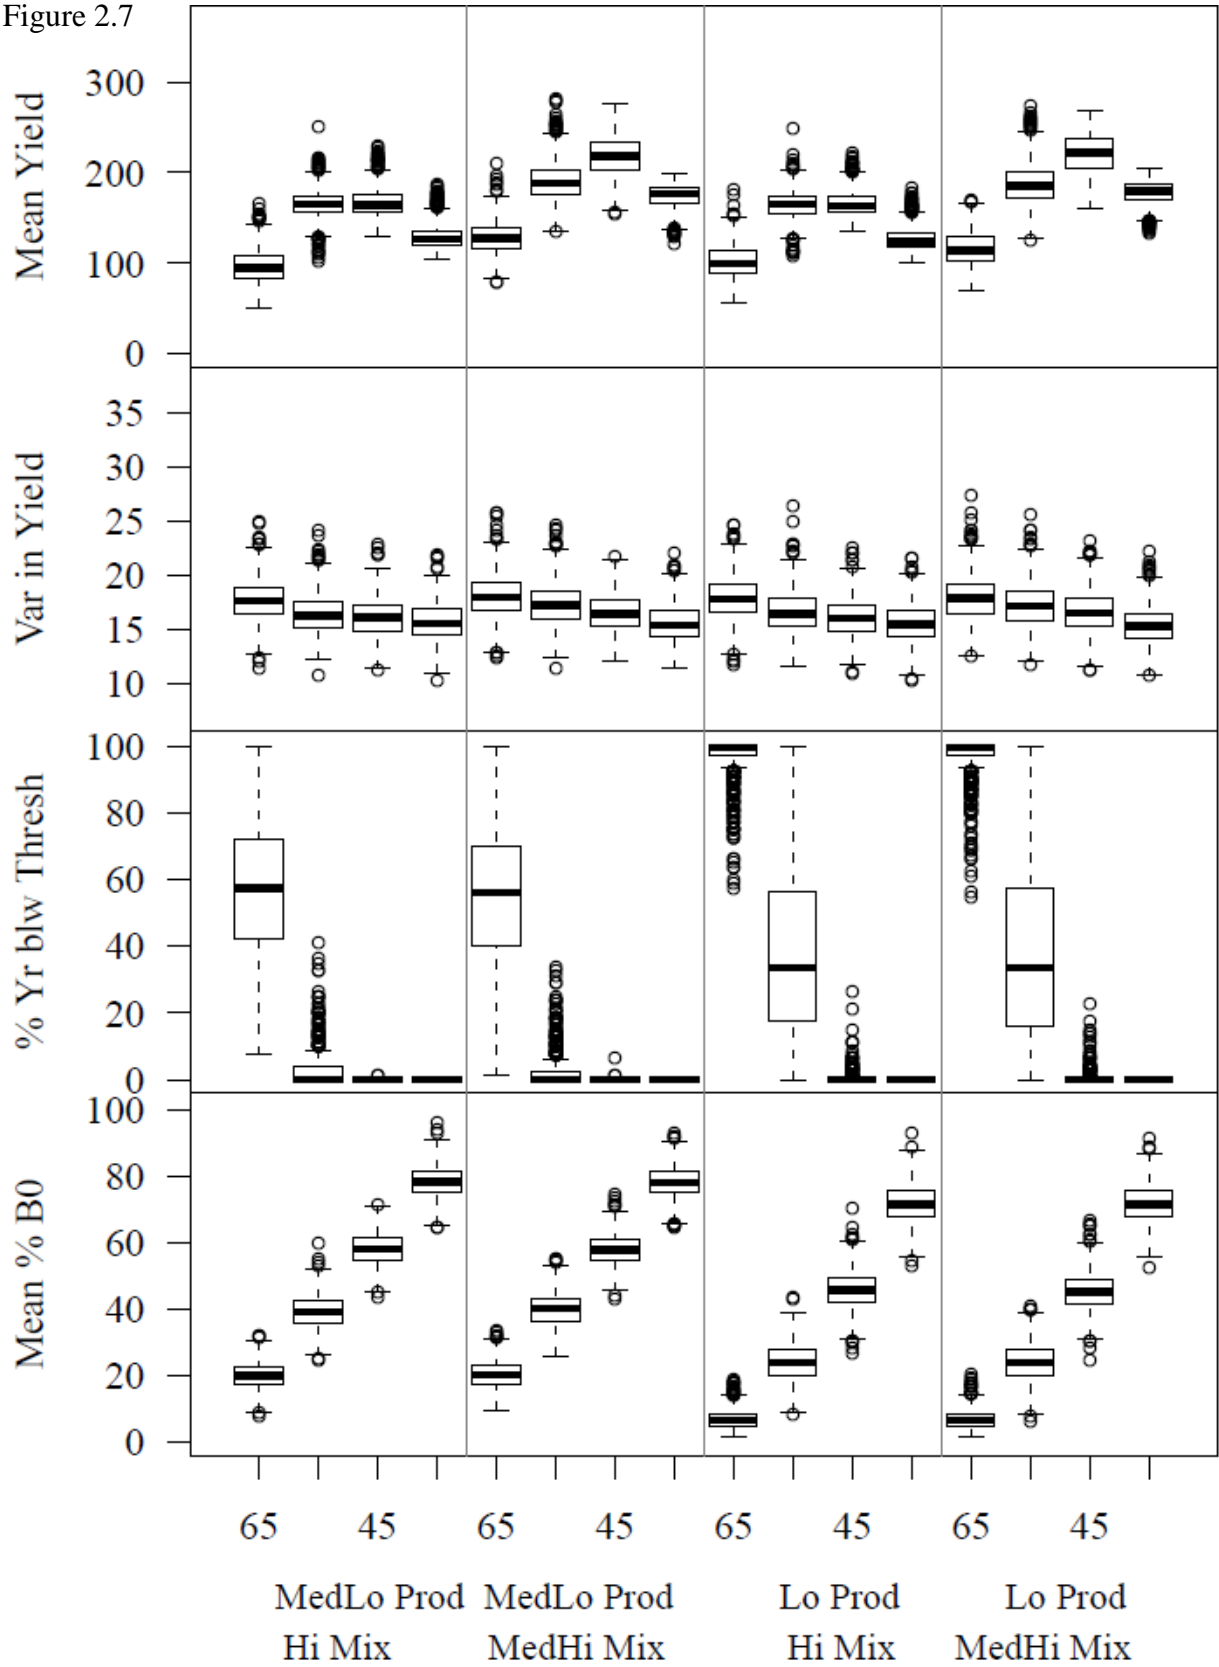 Figure 2.7
Mean Yield
300
200
100
0
Var in Yield
35
30
25
20
15
10
% Yr blw Thresh
100
80
60
40
20
0
Mean % B0
100
80
60
40
20
0
65 45 65 45 65 45 65 45
MedLo Prod MedLo Prod Lo Prod Lo Prod
Hi Mix MedHi Mix Hi Mix MedHi Mix